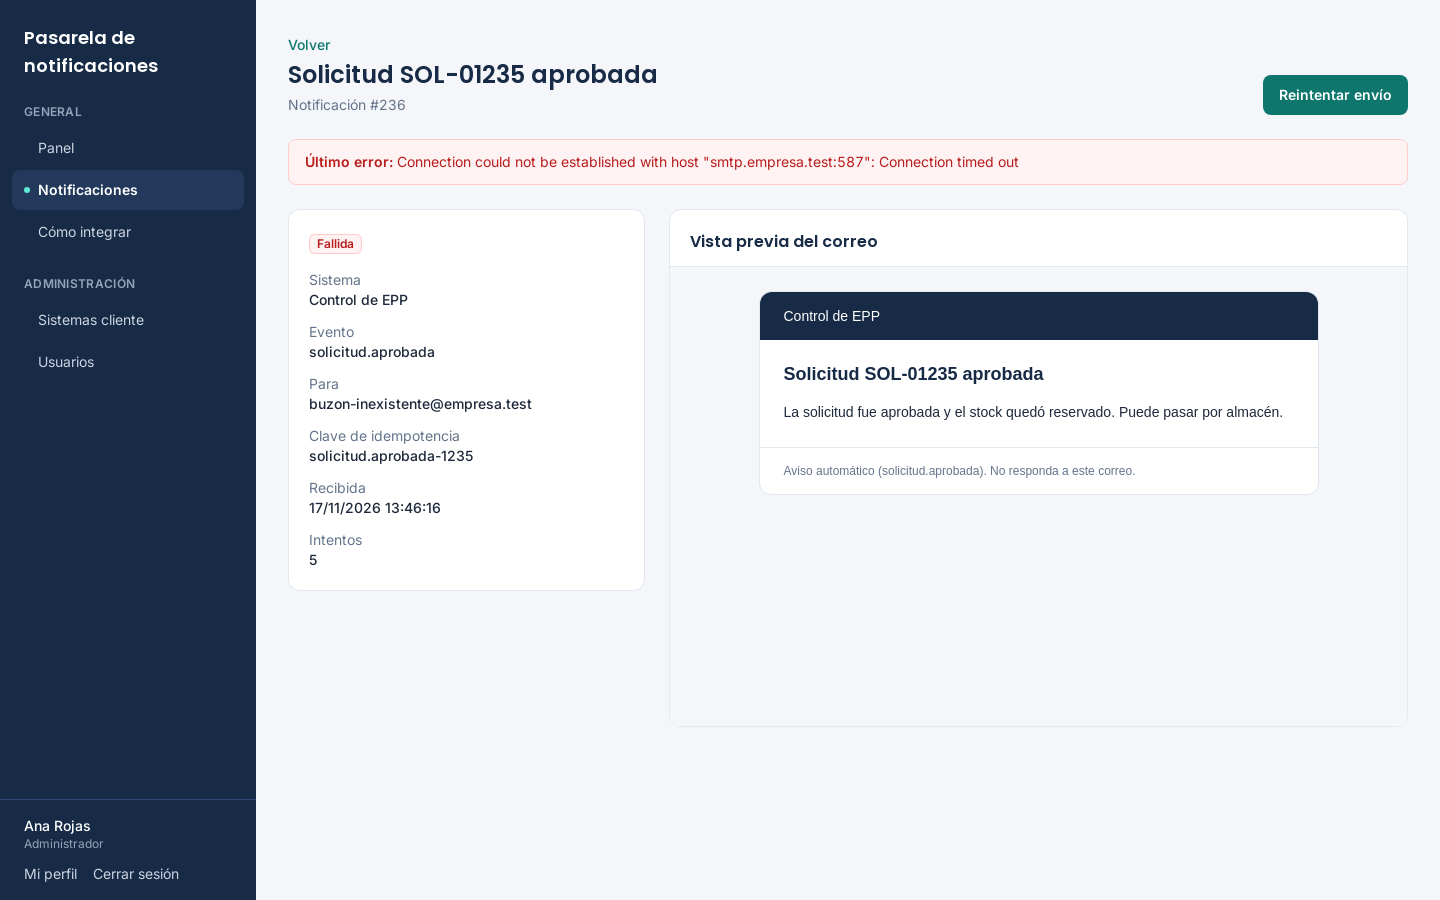 Pasarela de
notificaciones
GENERAL
Panel
Notificaciones
Cómo integrar
ADMINISTRACIÓN
Sistemas cliente
Usuarios
Ana Rojas
Administrador
Mi perfil Cerrar sesión
Volver
Solicitud SOL-01235 aprobada
Notificación #236
Reintentar envío
Último error: Connection could not be established with host "smtp.empresa.test:587": Connection timed out
Fallida
Sistema
Control de EPP
Evento
solicitud.aprobada
Para
buzon-inexistente@empresa.test
Clave de idempotencia
solicitud.aprobada-1235
Recibida
17/11/2026 13:46:16
Intentos
5
Vista previa del correo
Control de EPP
Solicitud SOL-01235 aprobada
La solicitud fue aprobada y el stock quedó reservado. Puede pasar por almacén.
Aviso automático (solicitud.aprobada). No responda a este correo.